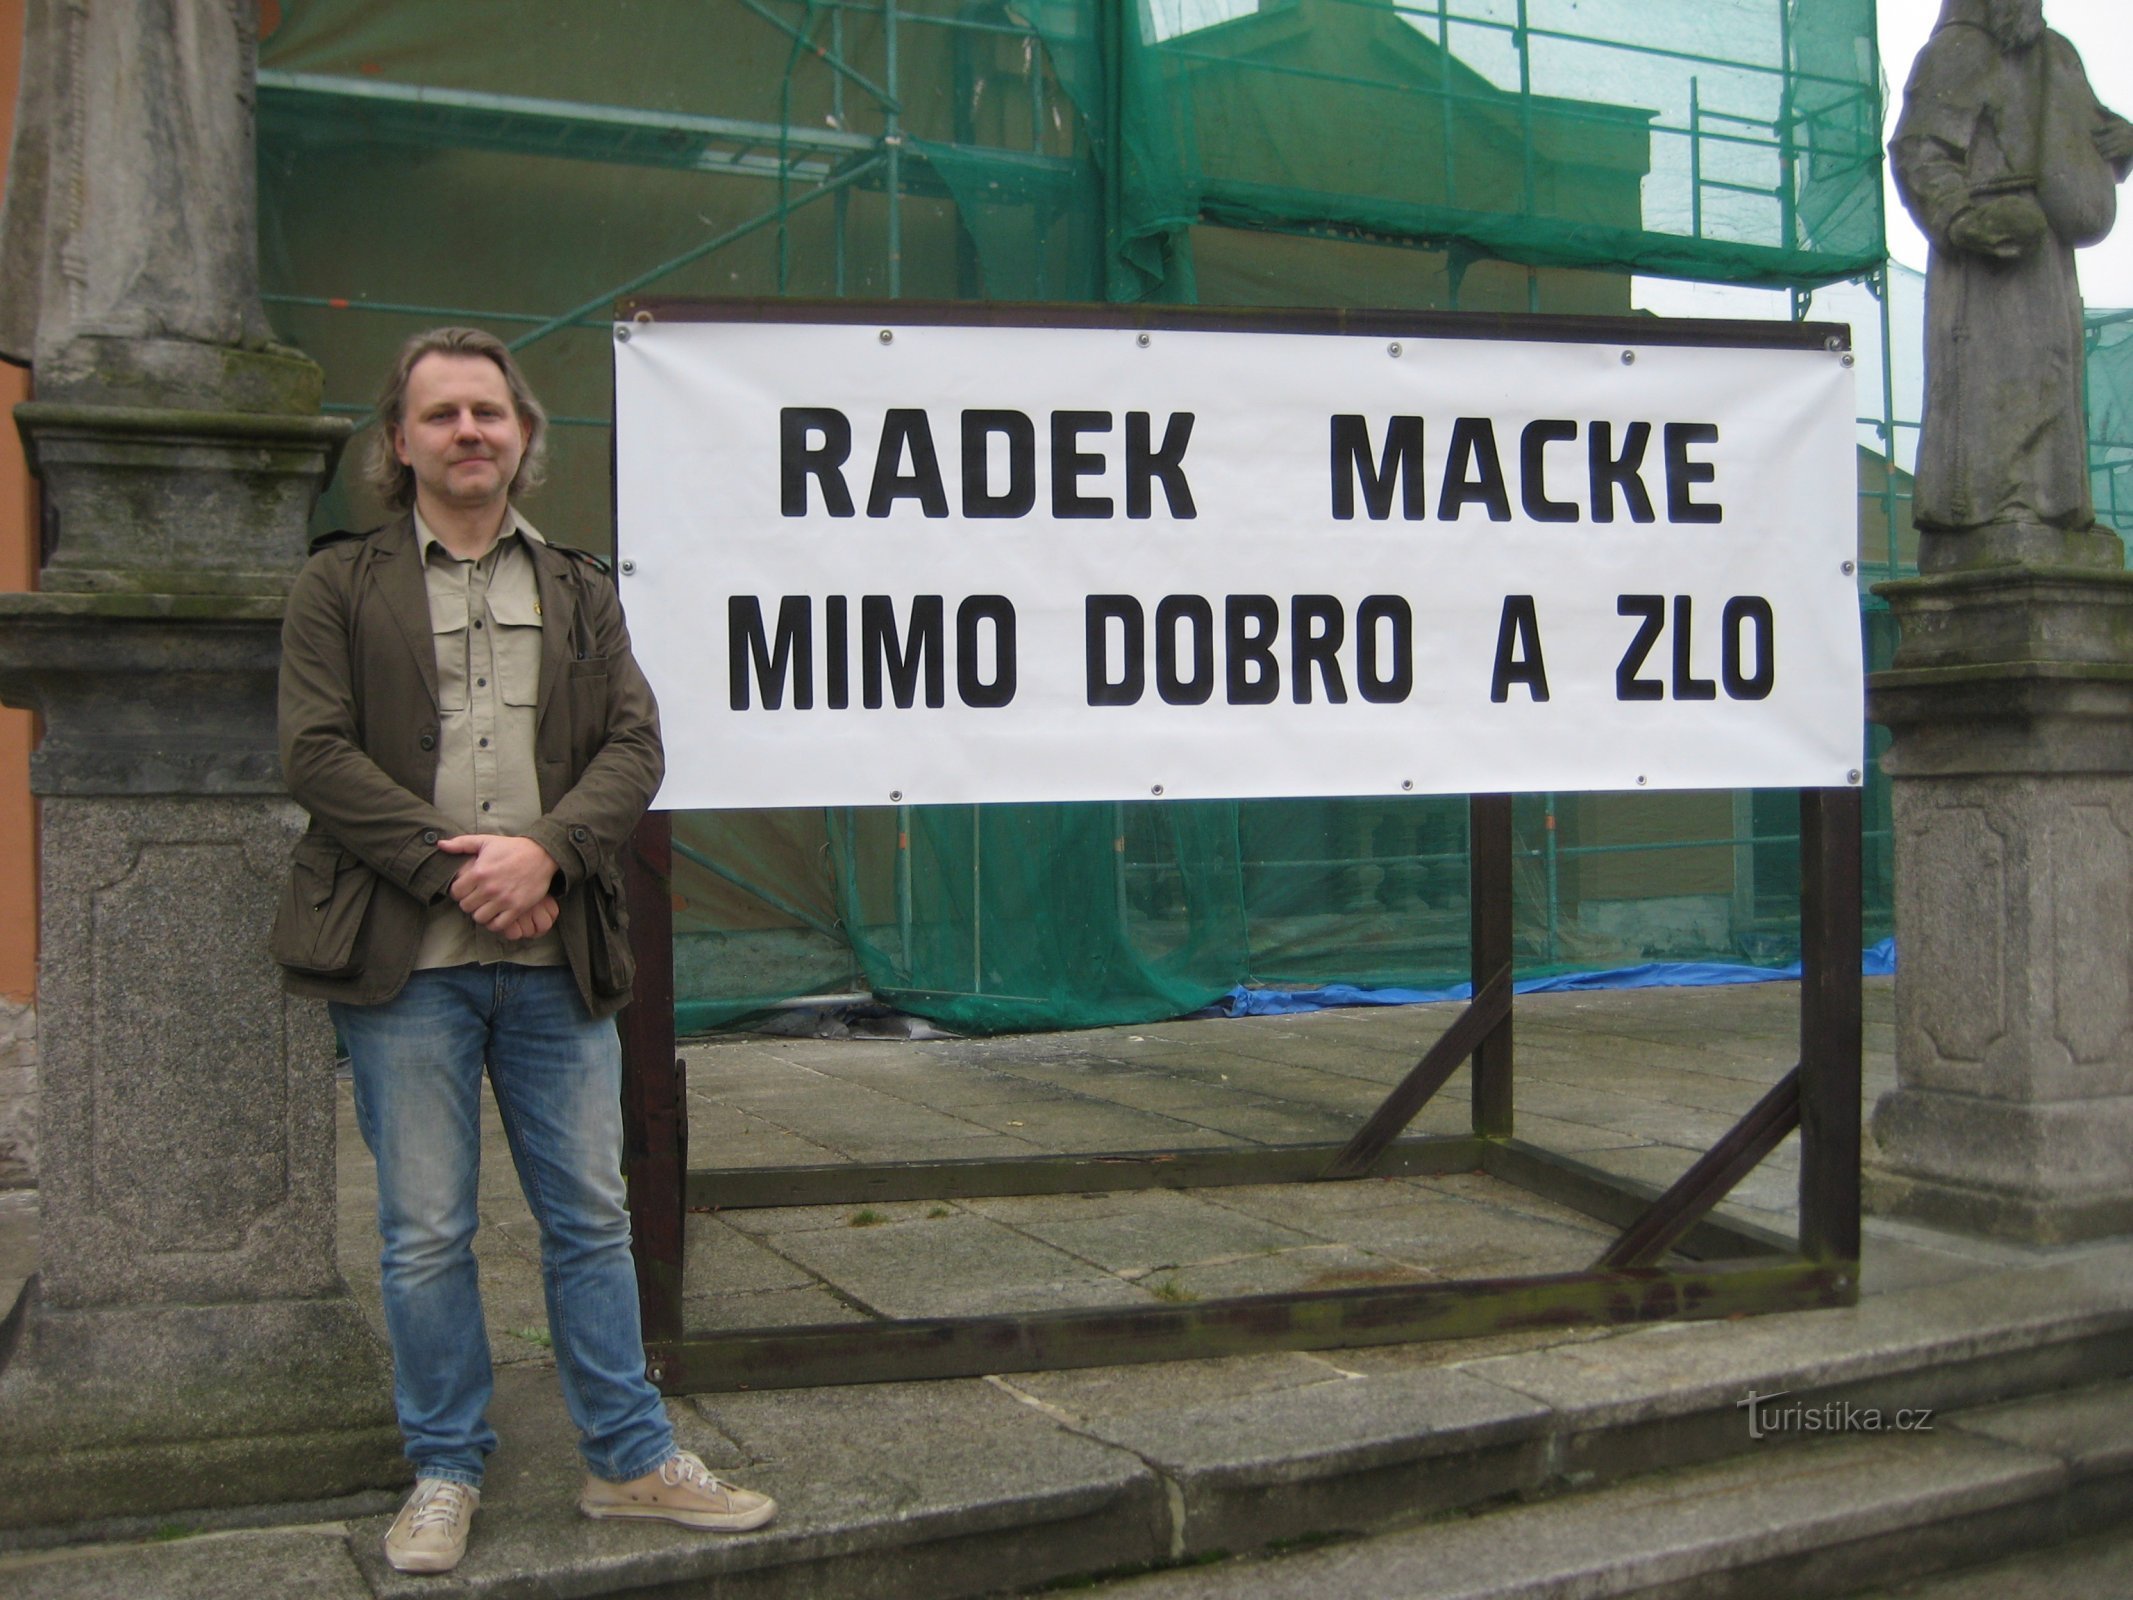 RADEK MACKE
MIMO DOBRO A ZLO
Turistika.cz